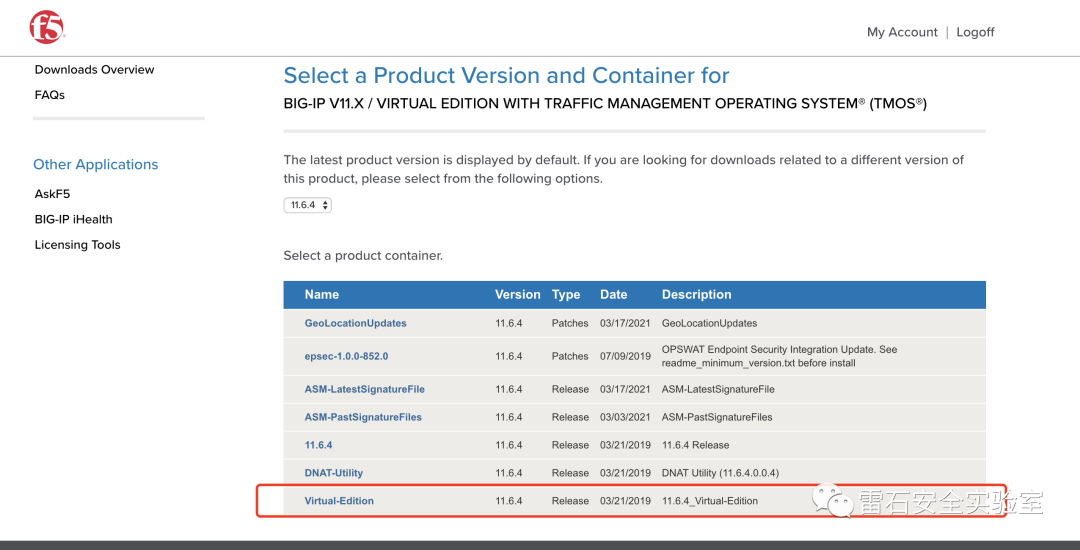 f5
My Account | Logoff
Downloads Overview
FAQs
Other Applications
AskF5
BIG-IP iHealth
Licensing Tools
Select a Product Version and Container for
BIG-IP V11.X / VIRTUAL EDITION WITH TRAFFIC MANAGEMENT OPERATING SYSTEM® (TMOS®)
The latest product version is displayed by default. If you are looking for downloads related to a different version of
this product, please select from the following options.
11.6.4
Select a product container.
Name Version Type Date Description
GeoLocationUpdates 11.6.4 Patches 03/17/2021 GeoLocationUpdates
epsec-1.0.0-852.0 11.6.4 Patches 07/09/2019 OPSWAT Endpoint Security Integration Update. See
readme_minimum_version.txt before install
ASM-LatestSignatureFile 11.6.4 Release 03/17/2021 ASM-LatestSignatureFile
ASM-PastSignatureFiles 11.6.4 Release 03/03/2021 ASM-PastSignatureFiles
11.6.4 11.6.4 Release 03/21/2019 11.6.4 Release
DNAT-Utility 11.6.4 Release 03/21/2019 DNAT Utility (11.6.4.0.0.4)
Virtual-Edition 11.6.4 Release 03/21/2019 11.6.4_Virtual-Edition
雷石安全实验室